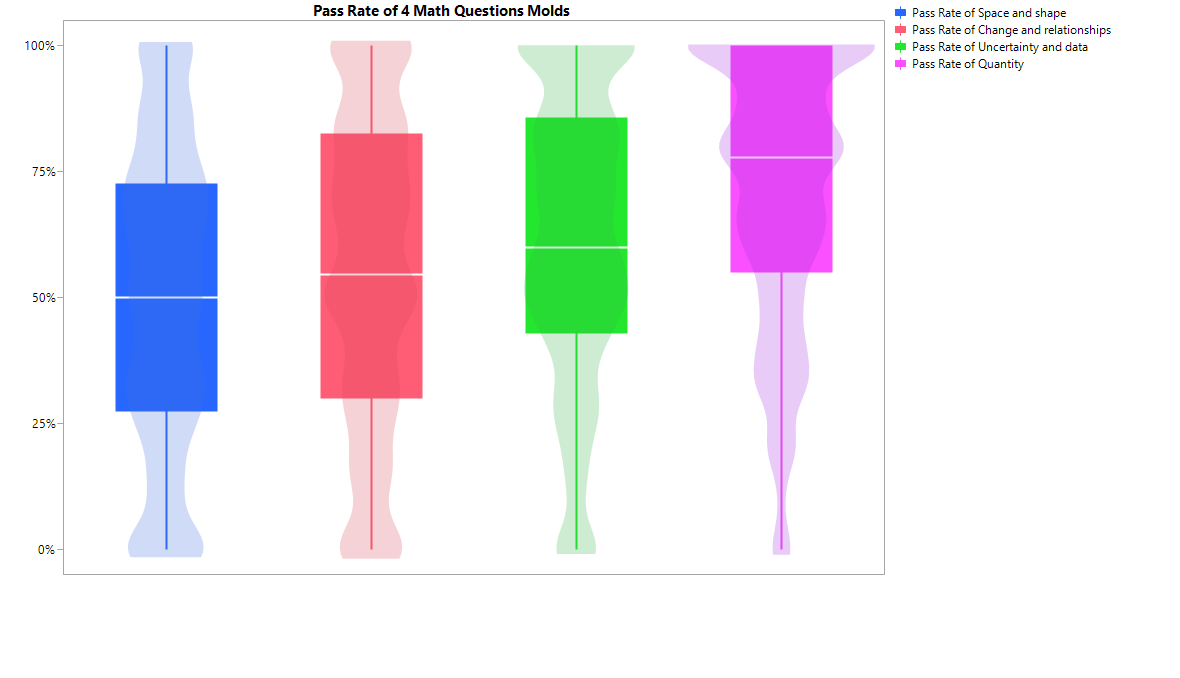 Pass Rate of 4 Math Questions Molds
Pass Rate of Space and shape
Pass Rate of Change and relationships
Pass Rate of Uncertainty and data
Pass Rate of Quantity
100%
75%
50%
25%
0%